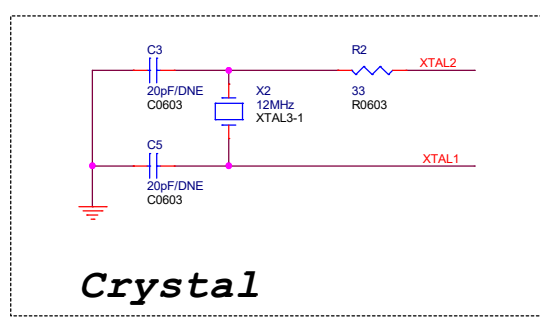 C3
20pF/DNE
C0603
X2
12MHz
XTAL3-1
R2
33
R0603
XTAL2
C5
20pF/DNE
C0603
XTAL1
Crystal